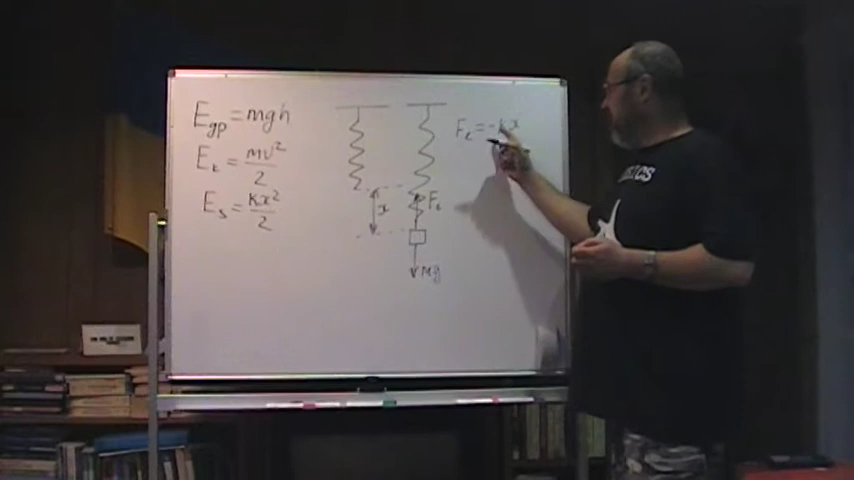 E_gp = mgh
E_k = mv²/2
E_s = kx²/2
x
F_e
mg
F_e = -kx